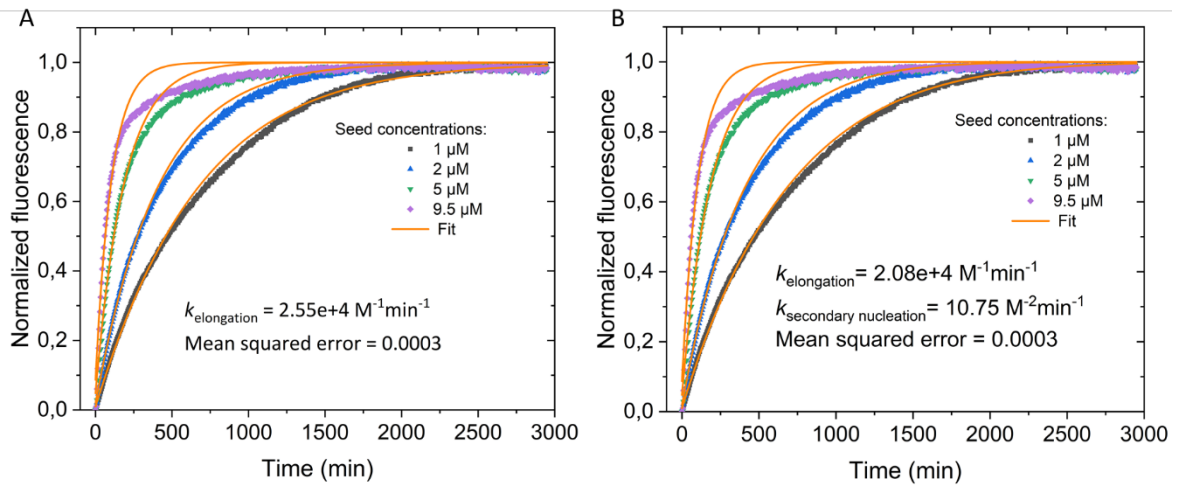 A
Normalized fluorescence
1,0
0,8
0,6
0,4
0,2
0,0
Seed concentrations:
1 µM
2 µM
5 µM
9.5 µM
Fit
kelongation = 2.55e+4 M-1min-1
Mean squared error = 0.0003
0
500
1000
1500
2000
2500
3000
Time (min)
B
Normalized fluorescence
1,0
0,8
0,6
0,4
0,2
0,0
Seed concentrations:
1 µM
2 µM
5 µM
9.5 µM
Fit
kelongation= 2.08e+4 M-1min-1
ksecondary nucleation= 10.75 M-2min-1
Mean squared error = 0.0003
0
500
1000
1500
2000
2500
3000
Time (min)